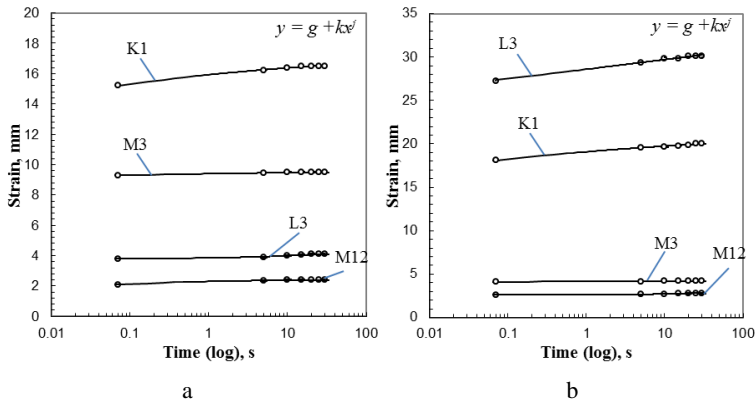 y = g +kx^j
K1
M3
L3
M12
20
18
16
14
12
10
8
6
4
2
0
Strain, mm
0.01
0.1
1
10
100
Time (log), s
a
y = g +kx^j
L3
K1
M3
M12
35
30
25
20
15
10
5
0
Strain, mm
0.01
0.1
1
10
100
Time (log), s
b